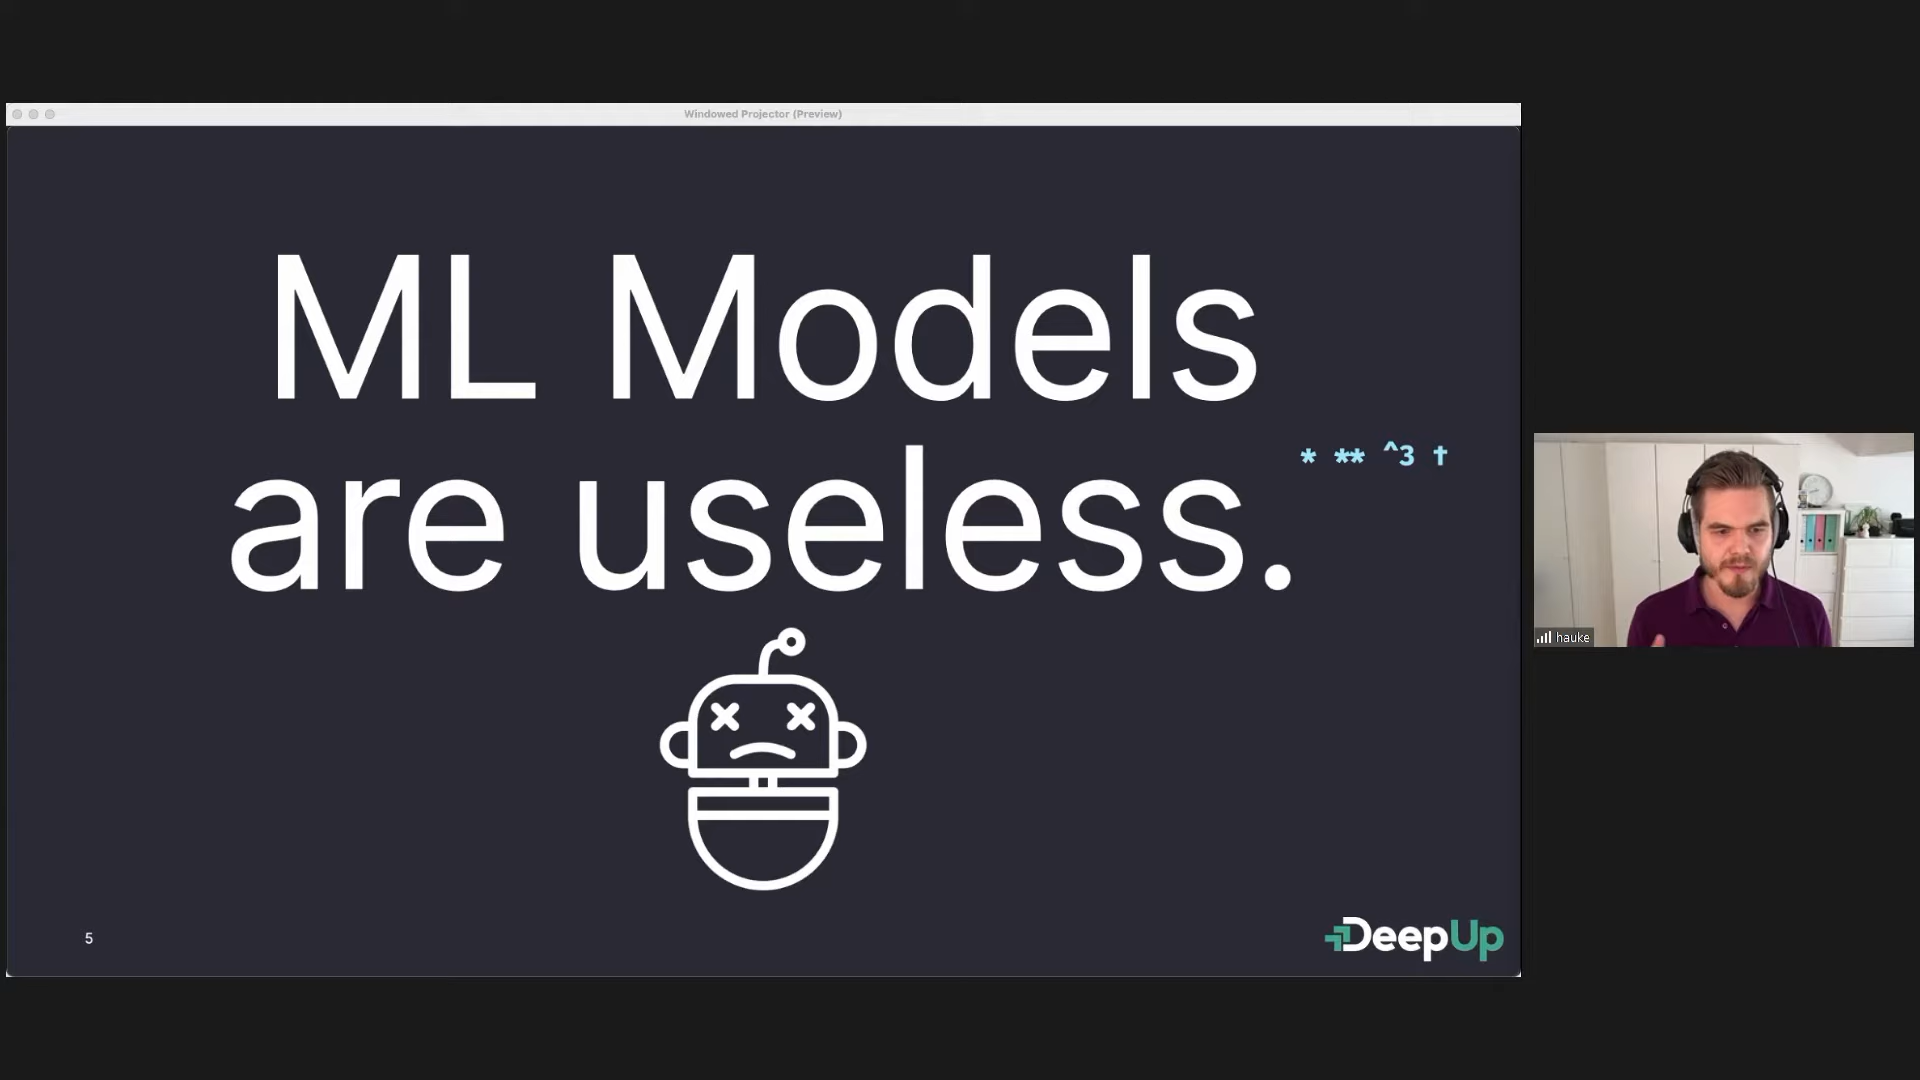 Windowed Projector (Preview)
ML Models
are useless.
* ** ^3 †
hauke
5
DeepUp